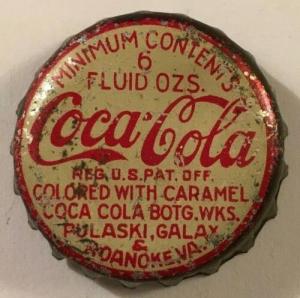 MINIMUM CONTENTS
6
FLUID OZS.
Coca-Cola
REG. U.S. PAT. OFF.
COLORED WITH CARAMEL
COCA COLA BOTG. WKS.
PULASKI, GALAX
&
ROANOKE VA.